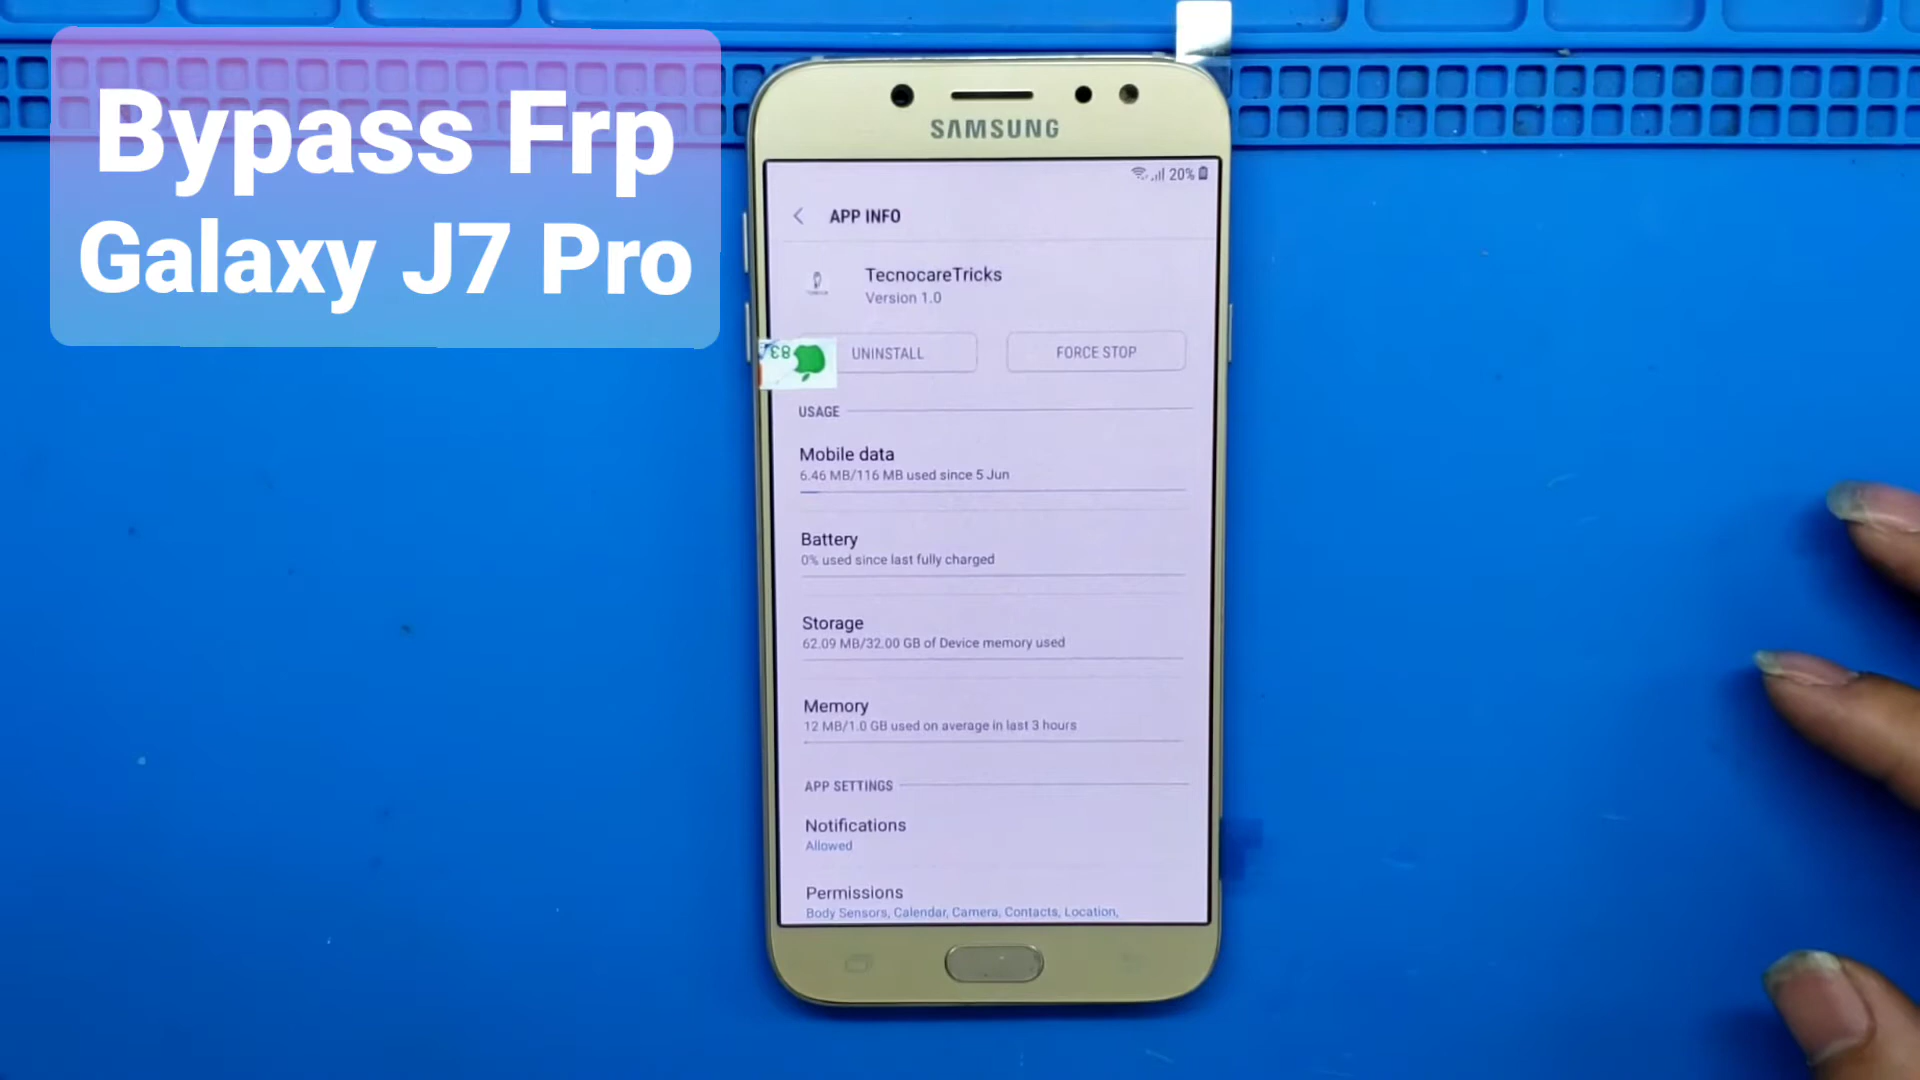 Bypass Frp
Galaxy J7 Pro
SAMSUNG
20%
APP INFO
TecnocareTricks
Version 1.0
83
UNINSTALL
FORCE STOP
USAGE
Mobile data
6.46 MB/116 MB used since 5 Jun
Battery
0% used since last fully charged
Storage
62.09 MB/32.00 GB of Device memory used
Memory
12 MB/1.0 GB used on average in last 3 hours
APP SETTINGS
Notifications
Allowed
Permissions
Body Sensors, Calendar, Camera, Contacts, Location,